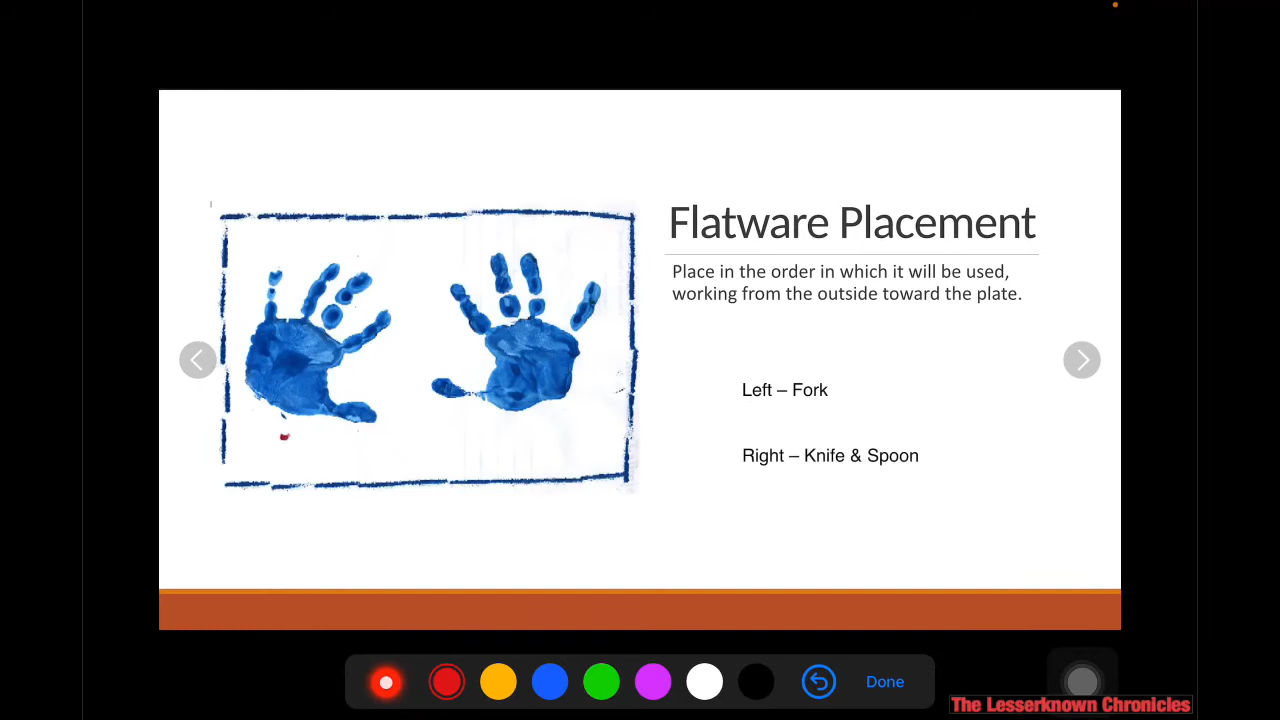 Flatware Placement
Place in the order in which it will be used,
working from the outside toward the plate.
Left – Fork
Right – Knife & Spoon
Done
The Lesserknown Chronicles